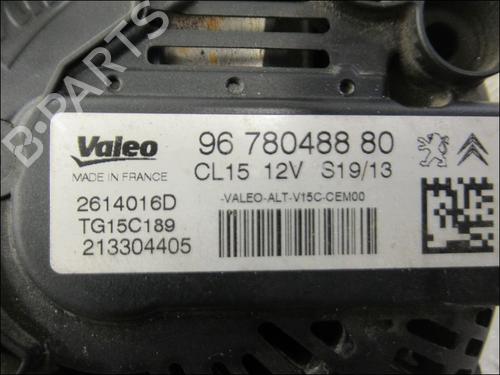 Valeo
MADE IN FRANCE
96 780488 80
CL15 12V S19/13
2614016D
TG15C189
213304405
-VALEO-ALT-V15C-CEM00
B-PARTS